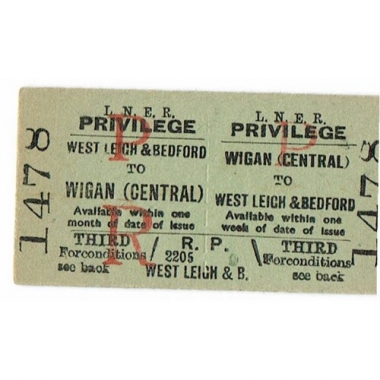 1478
L. N. E. R.
PRIVILEGE
P
WEST LEIGH & BEDFORD
TO
WIGAN (CENTRAL)
R
Available within one
month of date of issue
THIRD
For conditions
see back
L. N. E. R.
PRIVILEGE
P
WIGAN (CENTRAL)
TO
WEST LEIGH & BEDFORD
Available within one
week of date of issue
THIRD
For conditions
see back
R. P.
2205
WEST LEIGH & B.
1478